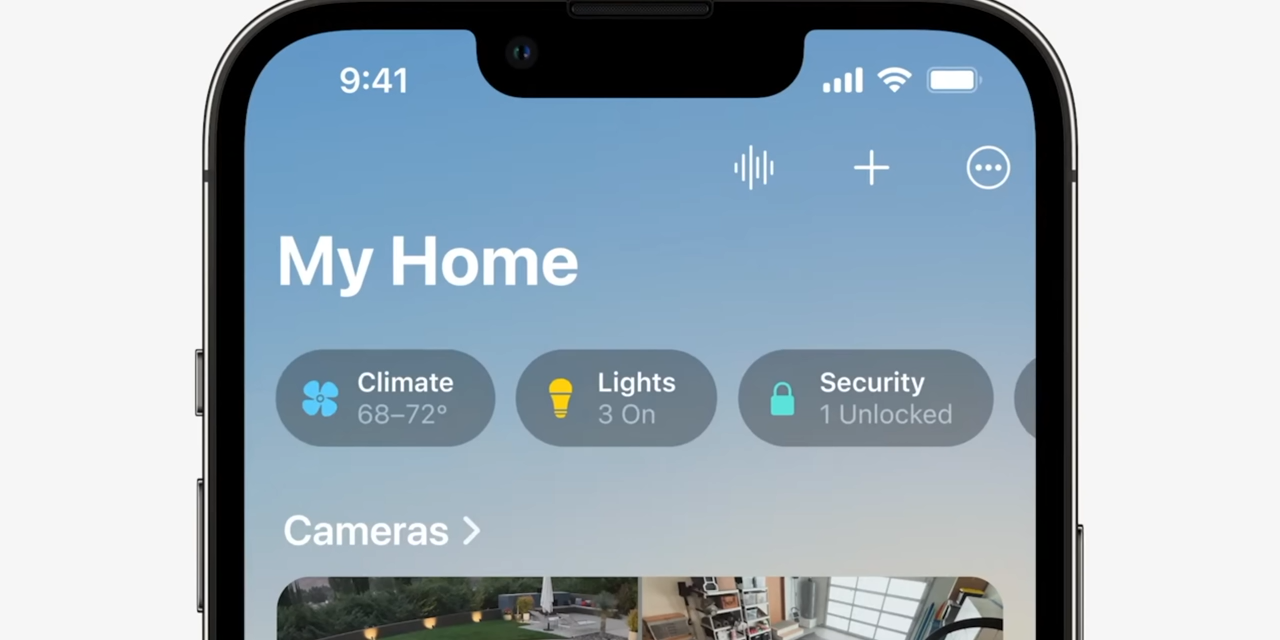 9:41
My Home
Climate
68–72°
Lights
3 On
Security
1 Unlocked
Cameras